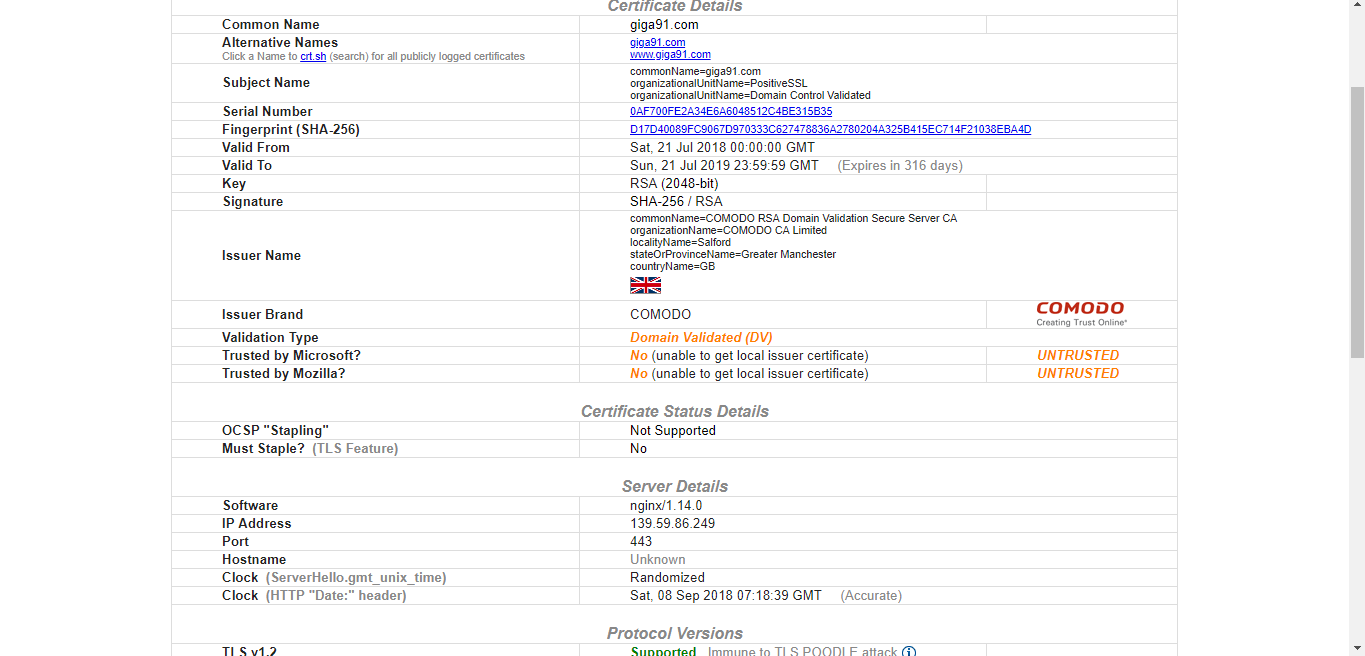 Certificate Details
Common Name giga91.com
Alternative Names giga91.com
Click a Name to crt.sh (search) for all publicly logged certificates www.giga91.com
Subject Name commonName=giga91.com
organizationalUnitName=PositiveSSL
organizationalUnitName=Domain Control Validated
Serial Number 0AF700FE2A34E6A6048512C4BE315B35
Fingerprint (SHA-256) D17D40089FC9067D970333C627478836A2780204A325B415EC714F21038EBA4D
Valid From Sat, 21 Jul 2018 00:00:00 GMT
Valid To Sun, 21 Jul 2019 23:59:59 GMT (Expires in 316 days)
Key RSA (2048-bit)
Signature SHA-256 / RSA
Issuer Name commonName=COMODO RSA Domain Validation Secure Server CA
organizationName=COMODO CA Limited
localityName=Salford
stateOrProvinceName=Greater Manchester
countryName=GB
Issuer Brand COMODO COMODO
Creating Trust Online*
Validation Type Domain Validated (DV)
Trusted by Microsoft? No (unable to get local issuer certificate) UNTRUSTED
Trusted by Mozilla? No (unable to get local issuer certificate) UNTRUSTED
Certificate Status Details
OCSP "Stapling" Not Supported
Must Staple? (TLS Feature) No
Server Details
Software nginx/1.14.0
IP Address 139.59.86.249
Port 443
Hostname Unknown
Clock (ServerHello.gmt_unix_time) Randomized
Clock (HTTP "Date:" header) Sat, 08 Sep 2018 07:18:39 GMT (Accurate)
Protocol Versions
TLS v1.2 Supported Immune to TLS POODLE attack